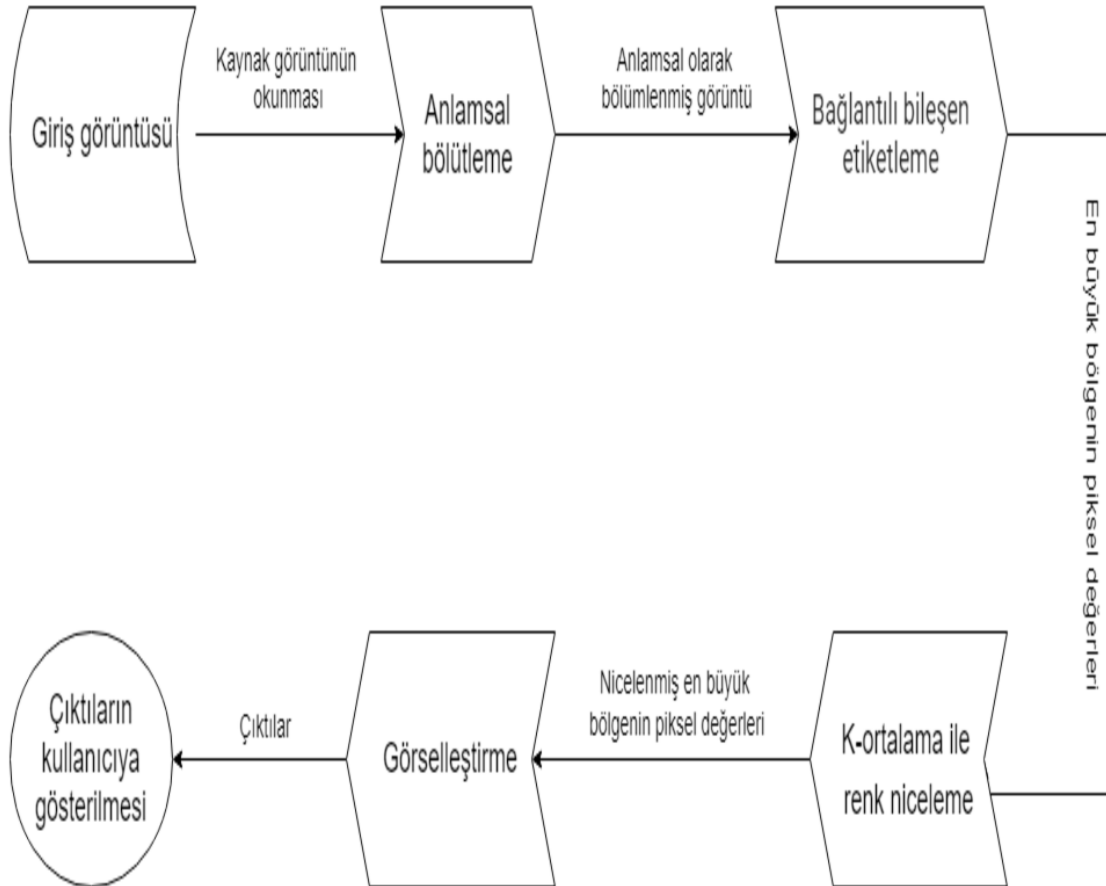 Giriş görüntüsü
Kaynak görüntünün
okunması
Anlamsal
bölütleme
Anlamsal olarak
bölümlenmiş görüntü
Bağlantılı bileşen
etiketleme
En büyük bölgenin piksel değerleri
K-ortalama ile
renk niceleme
Nicelenmiş en büyük
bölgenin piksel değerleri
Görselleştirme
Çıktılar
Çıktıların
kullanıcıya
gösterilmesi